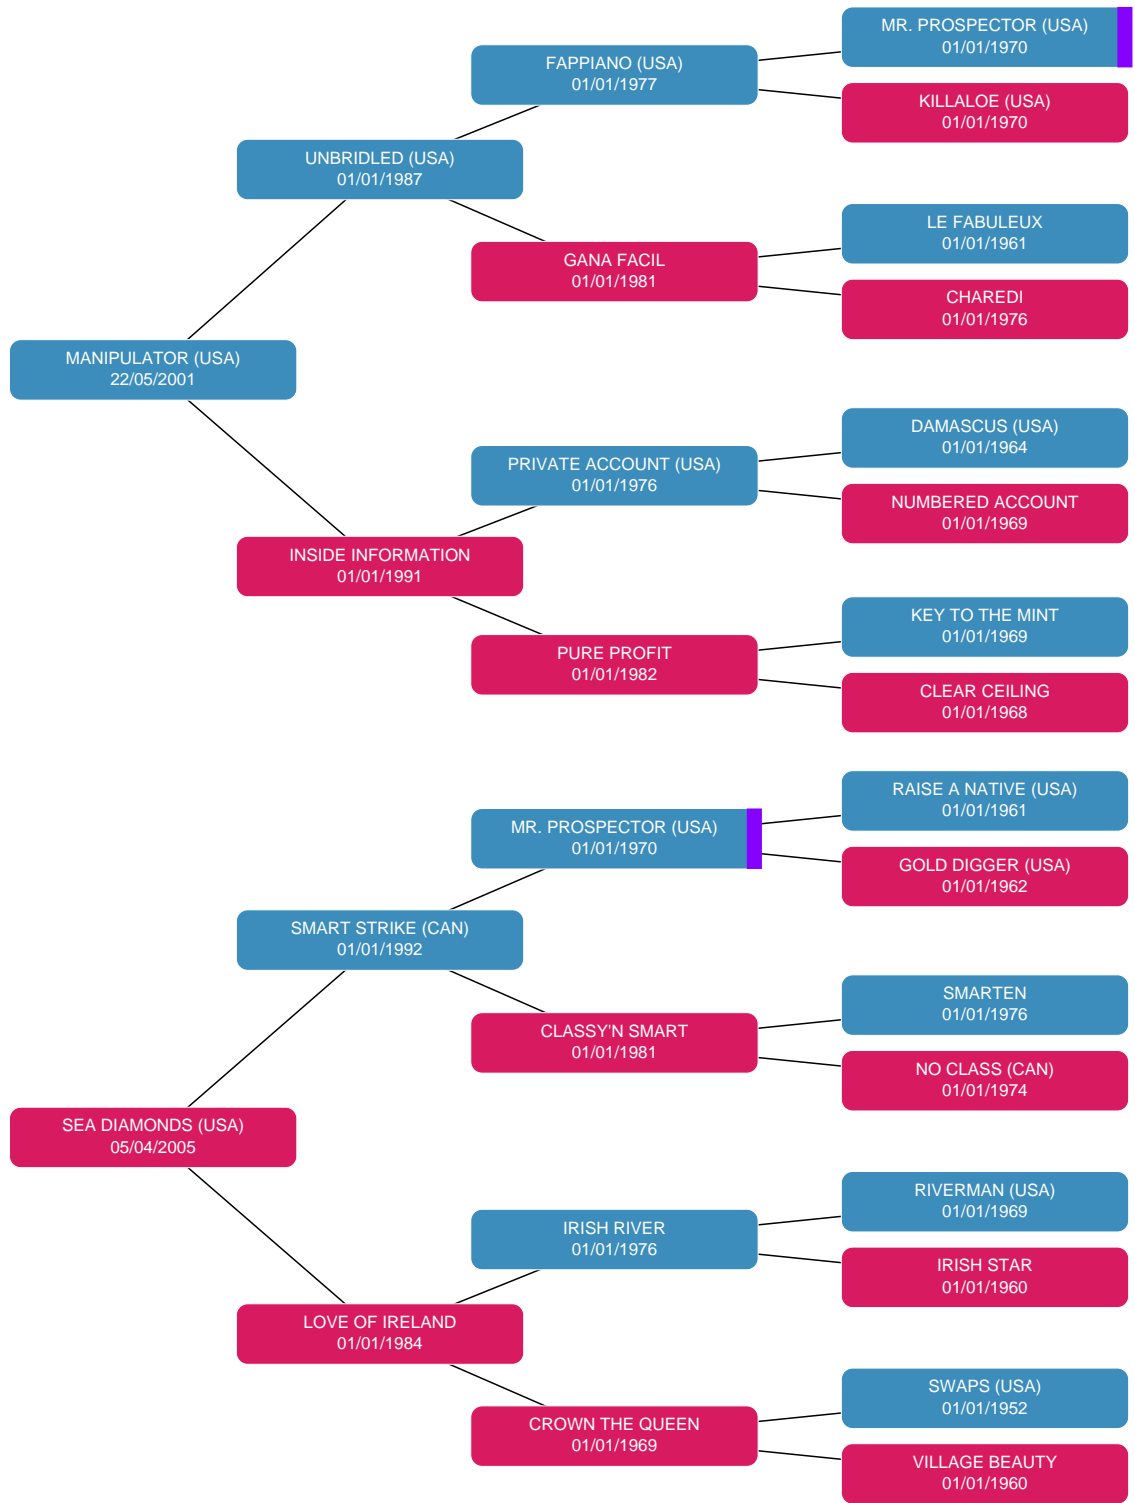 MR. PROSPECTOR (USA)
01/01/1970
FAPPIANO (USA)
01/01/1977
KILLALOE (USA)
01/01/1970
UNBRIDLED (USA)
01/01/1987
LE FABULEUX
01/01/1961
GANA FACIL
01/01/1981
CHAREDI
01/01/1976
MANIPULATOR (USA)
22/05/2001
DAMASCUS (USA)
01/01/1964
PRIVATE ACCOUNT (USA)
01/01/1976
NUMBERED ACCOUNT
01/01/1969
INSIDE INFORMATION
01/01/1991
KEY TO THE MINT
01/01/1969
PURE PROFIT
01/01/1982
CLEAR CEILING
01/01/1968
RAISE A NATIVE (USA)
01/01/1961
MR. PROSPECTOR (USA)
01/01/1970
GOLD DIGGER (USA)
01/01/1962
SMART STRIKE (CAN)
01/01/1992
SMARTEN
01/01/1976
CLASSY'N SMART
01/01/1981
NO CLASS (CAN)
01/01/1974
SEA DIAMONDS (USA)
05/04/2005
RIVERMAN (USA)
01/01/1969
IRISH RIVER
01/01/1976
IRISH STAR
01/01/1960
LOVE OF IRELAND
01/01/1984
SWAPS (USA)
01/01/1952
CROWN THE QUEEN
01/01/1969
VILLAGE BEAUTY
01/01/1960